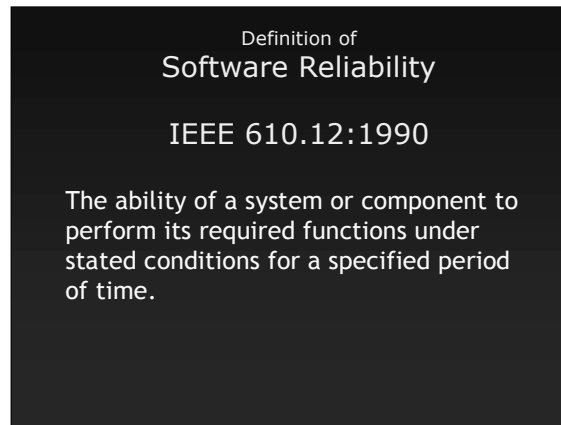 Definition of
Software Reliability
IEEE 610.12:1990
The ability of a system or component to
perform its required functions under
stated conditions for a specified period
of time.